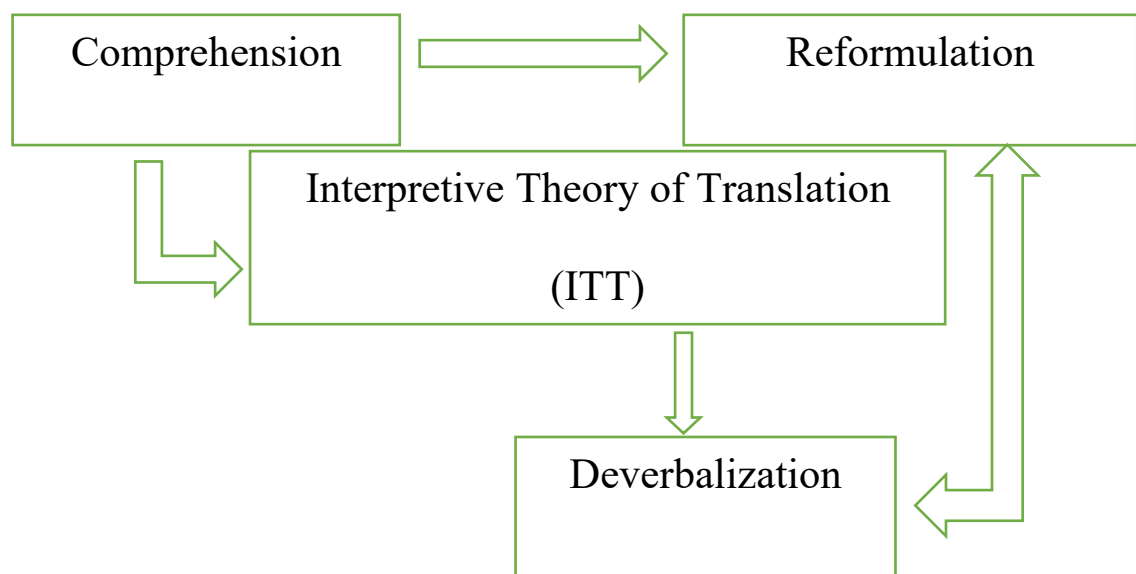 Comprehension
Reformulation
Interpretive Theory of Translation
(ITT)
Deverbalization